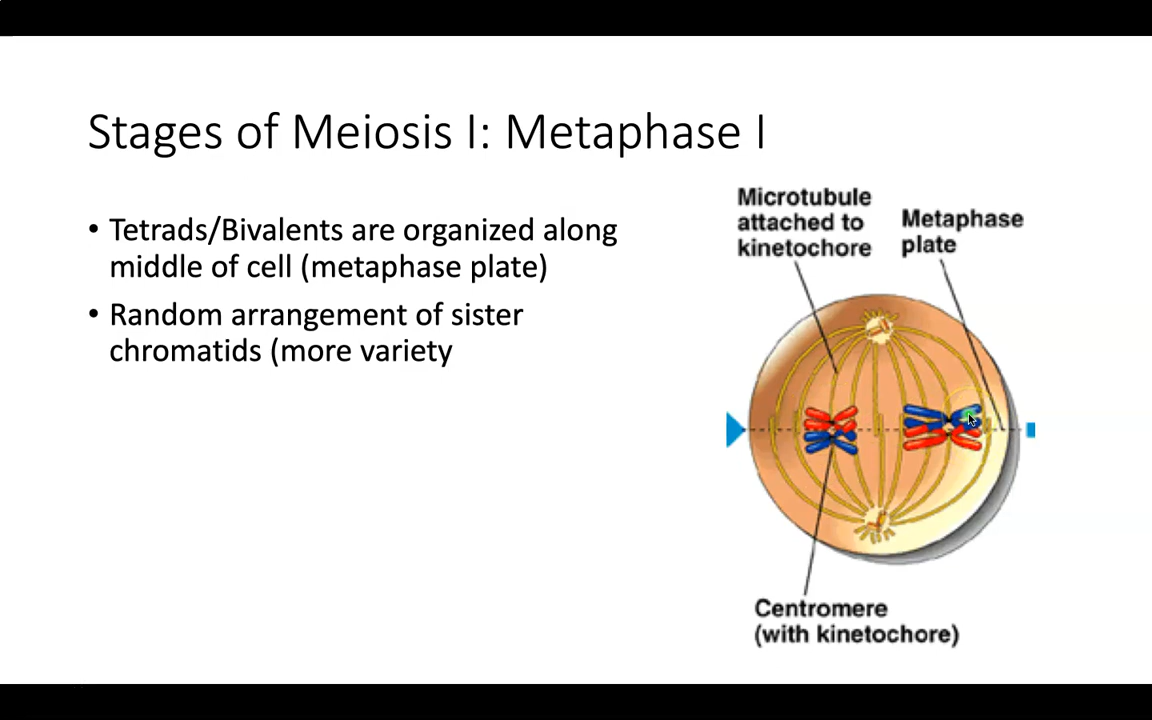 Stages of Meiosis I: Metaphase I
• Tetrads/Bivalents are organized along
middle of cell (metaphase plate)
• Random arrangement of sister
chromatids (more variety
Microtubule
attached to
kinetochore
Metaphase
plate
Centromere
(with kinetochore)